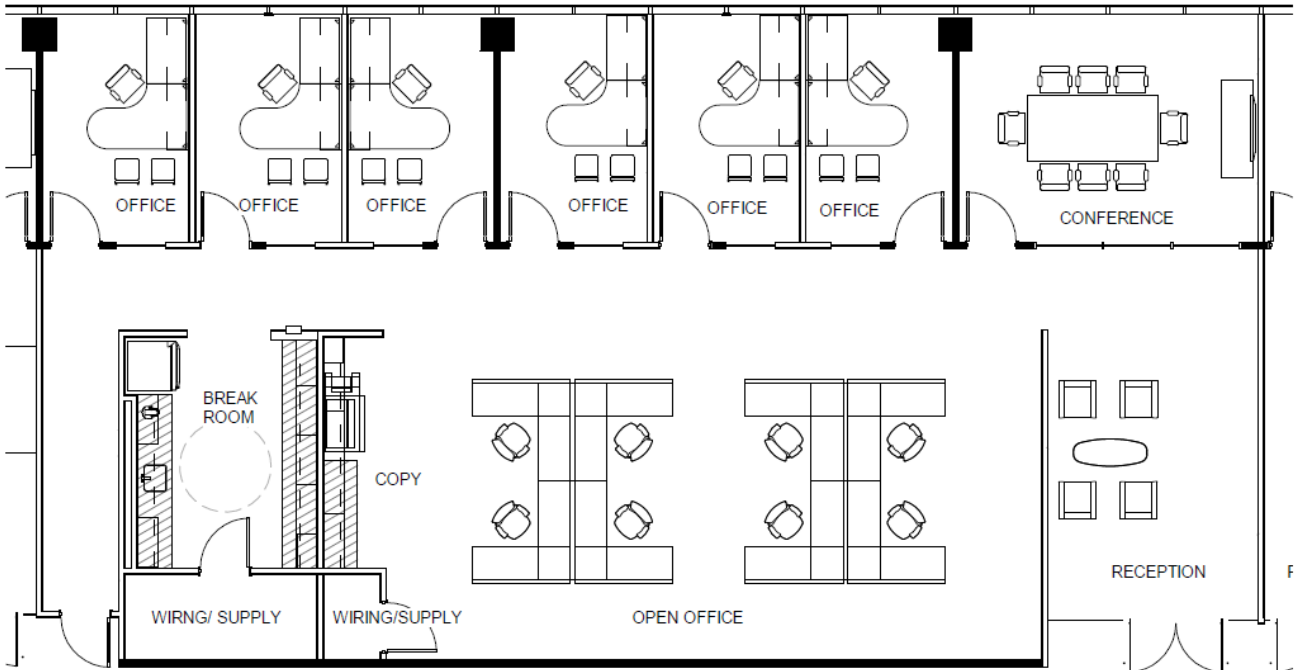 OFFICE
OFFICE
OFFICE
OFFICE
OFFICE
OFFICE
CONFERENCE
BREAK
ROOM
COPY
RECEPTION
WIRNG/ SUPPLY
WIRING/SUPPLY
OPEN OFFICE